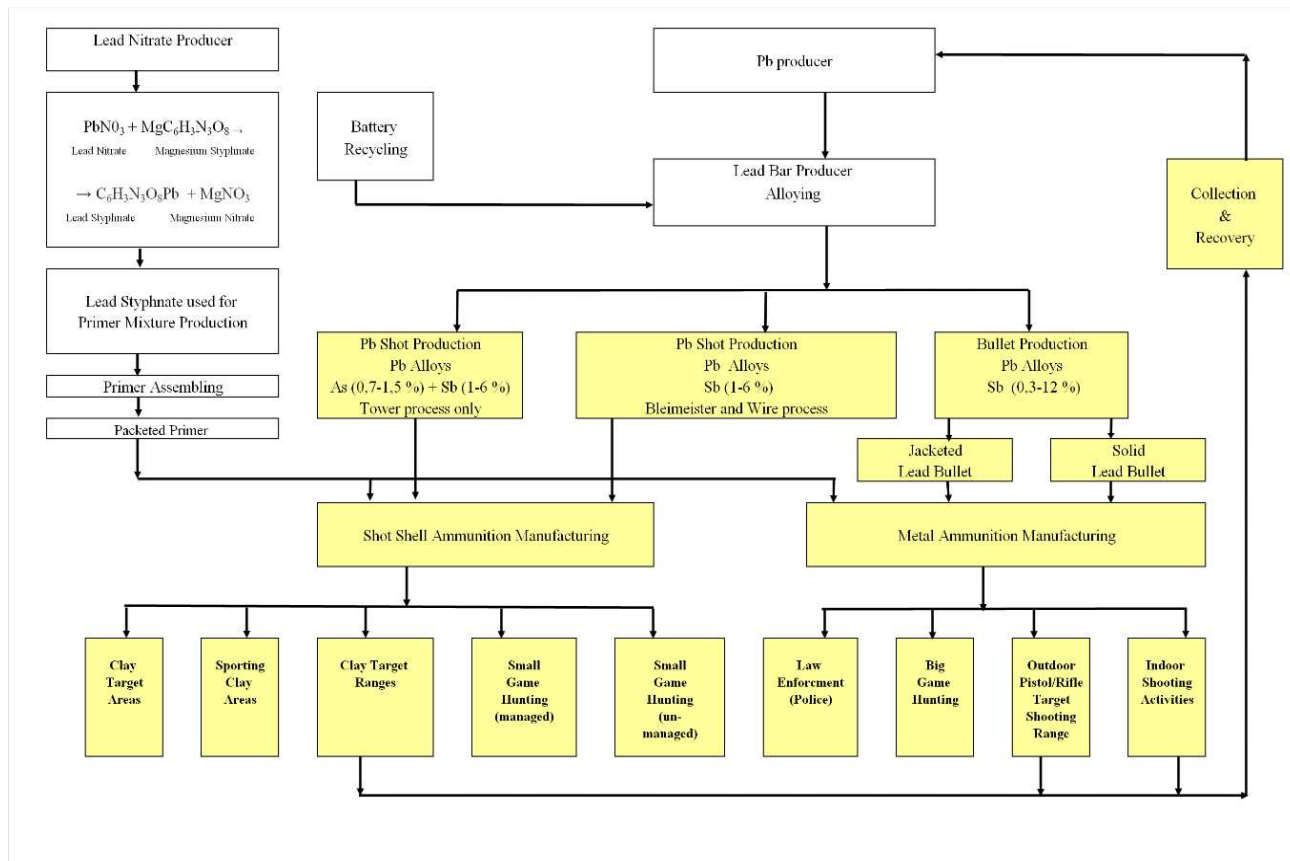 Lead Nitrate Producer
PbN0₃ + MgC₆H₃N₃O₈ →
Lead Nitrate Magnesium Styphnate
→ C₆H₃N₃O₈Pb + MgNO₃
Lead Styphnate Magnesium Nitrate
Lead Styphnate used for
Primer Mixture Production
Primer Assembling
Packeted Primer
Battery
Recycling
Pb producer
Lead Bar Producer
Alloying
Collection
&
Recovery
Pb Shot Production
Pb Alloys
As (0,7-1,5 %) + Sb (1-6 %)
Tower process only
Pb Shot Production
Pb Alloys
Sb (1-6 %)
Bleimeister and Wire process
Bullet Production
Pb Alloys
Sb (0,3-12 %)
Jacketed
Lead Bullet
Solid
Lead Bullet
Shot Shell Ammunition Manufacturing
Metal Ammunition Manufacturing
Clay
Target
Areas
Sporting
Clay
Areas
Clay Target
Ranges
Small
Game
Hunting
(managed)
Small
Game
Hunting
(un-
managed)
Law
Enforcment
(Police)
Big
Game
Hunting
Outdoor
Pistol/Rifle
Target
Shooting
Range
Indoor
Shooting
Activities